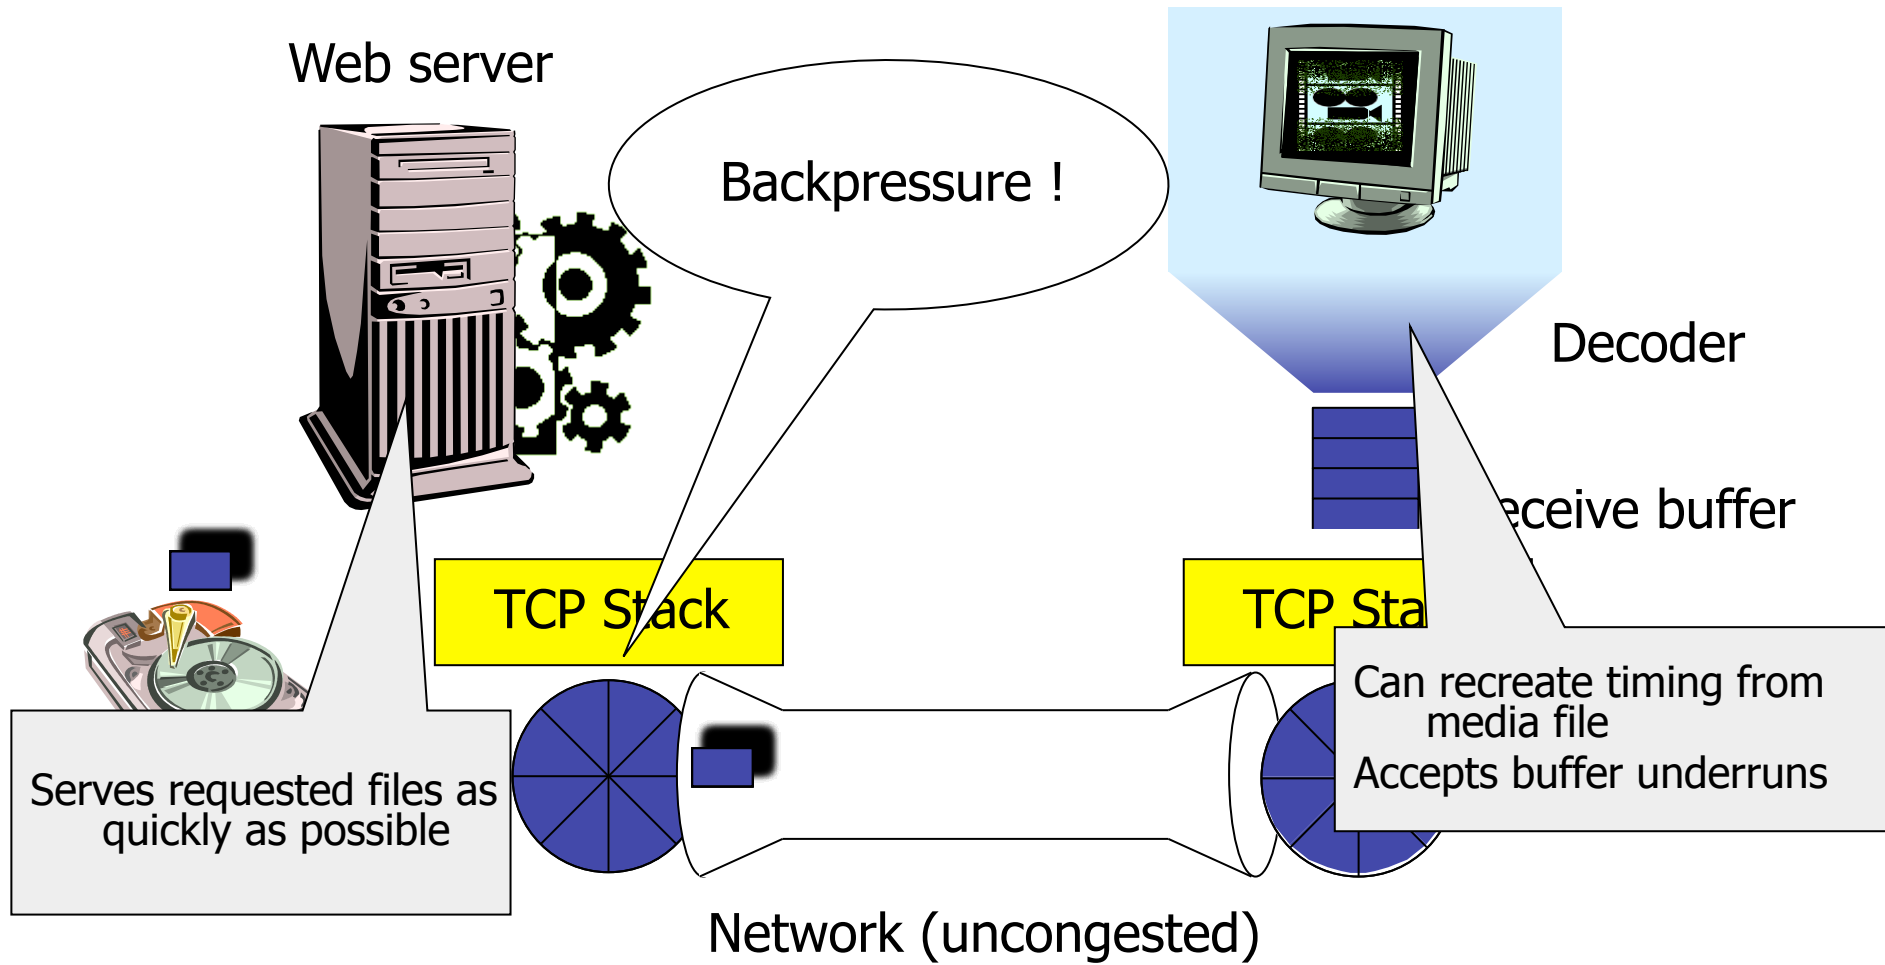 Web server
Backpressure !
Decoder
eceive buffer
TCP Stack
TCP Sta
Can recreate timing from
media file
Accepts buffer underruns
Serves requested files as
quickly as possible
Network (uncongested)